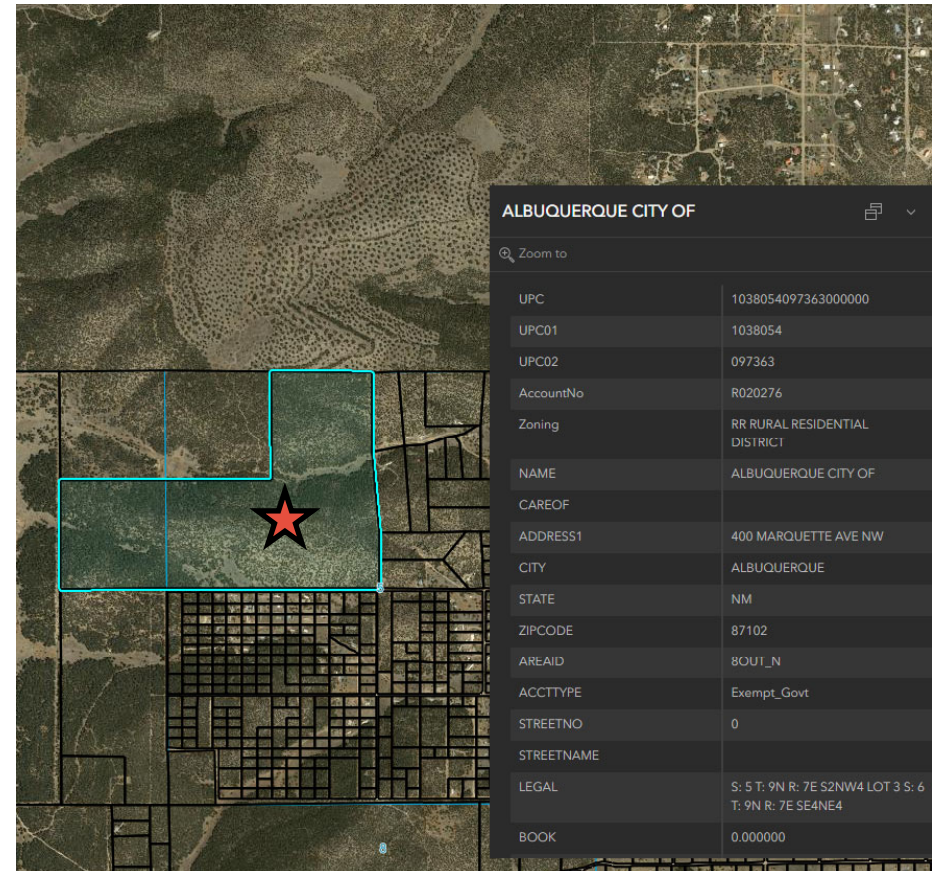 ALBUQUERQUE CITY OF
Zoom to
UPC 1038054097363000000
UPC01 1038054
UPC02 097363
AccountNo R020276
Zoning RR RURAL RESIDENTIAL
DISTRICT
NAME ALBUQUERQUE CITY OF
CAREOF
ADDRESS1 400 MARQUETTE AVE NW
CITY ALBUQUERQUE
STATE NM
ZIPCODE 87102
AREAID 8OUT_N
ACCTTYPE Exempt_Govt
STREETNO 0
STREETNAME
LEGAL S: 5 T: 9N R: 7E S2NW4 LOT 3 S: 6
T: 9N R: 7E SE4NE4
BOOK 0.000000
8